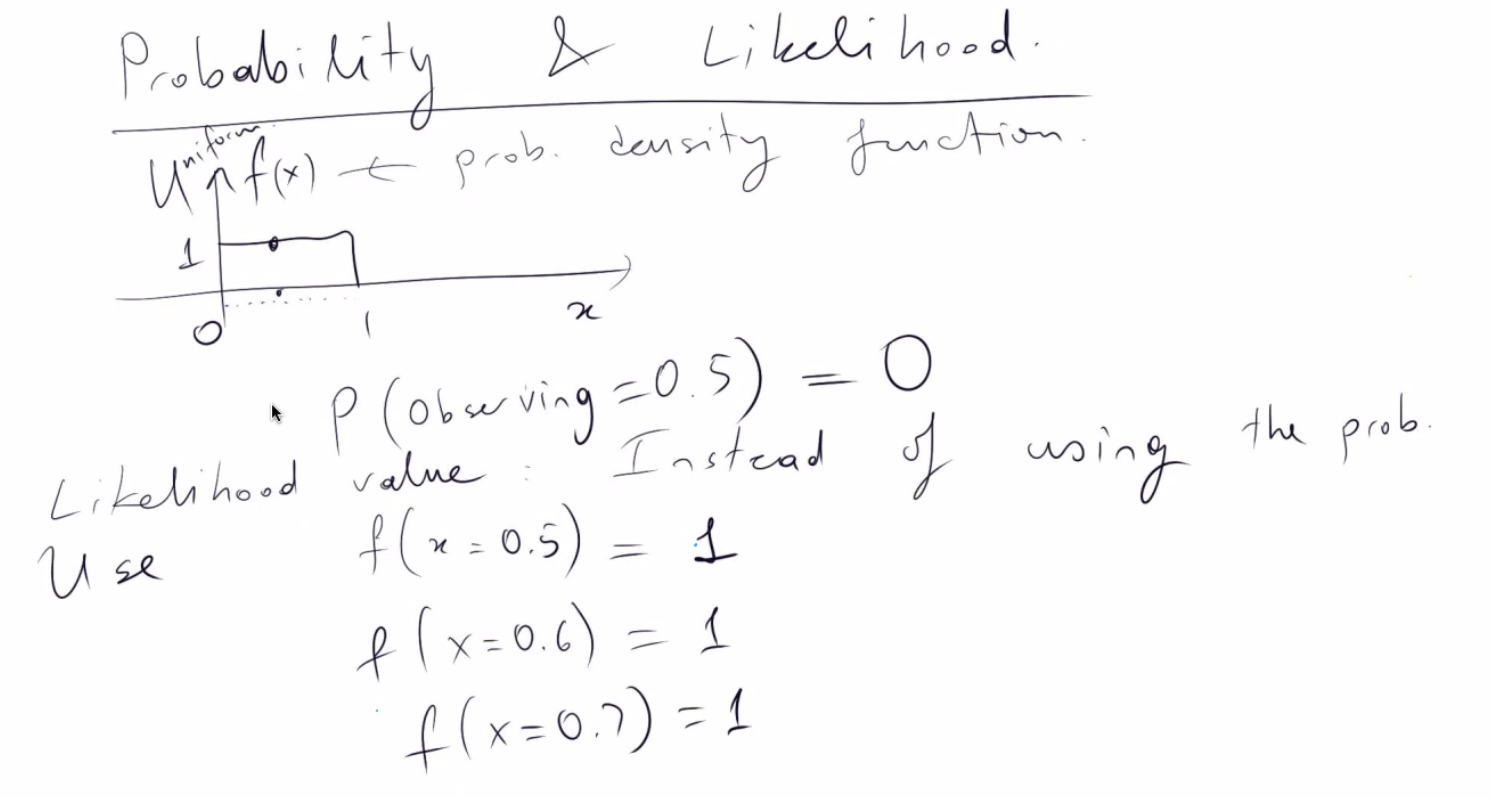 Probability & Likelihood.
Uniform f(x) ← prob. density function.
1
0 1 x
P(Observing=0.5) = 0
Likelihood value: Instead of using the prob.
Use f(x=0.5) = 1
f(x=0.6) = 1
f(x=0.7) = 1